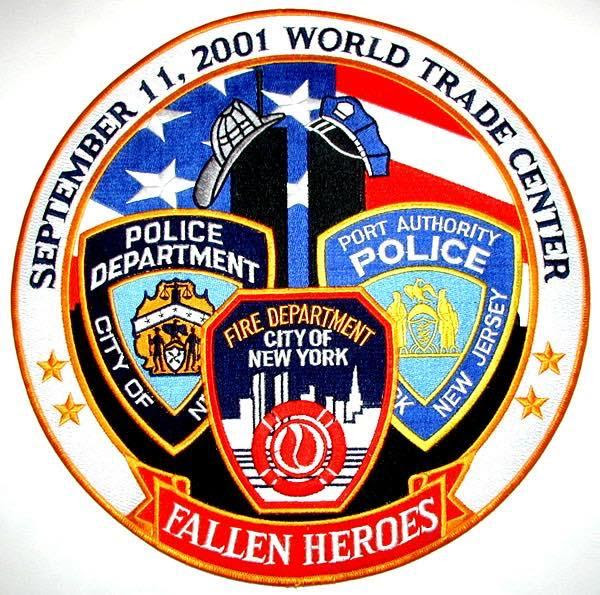 SEPTEMBER 11, 2001 WORLD TRADE CENTER
POLICE
DEPARTMENT
CITY OF
PORT AUTHORITY
POLICE
NEW JERSEY
FIRE DEPARTMENT
CITY OF
NEW YORK
FALLEN HEROES